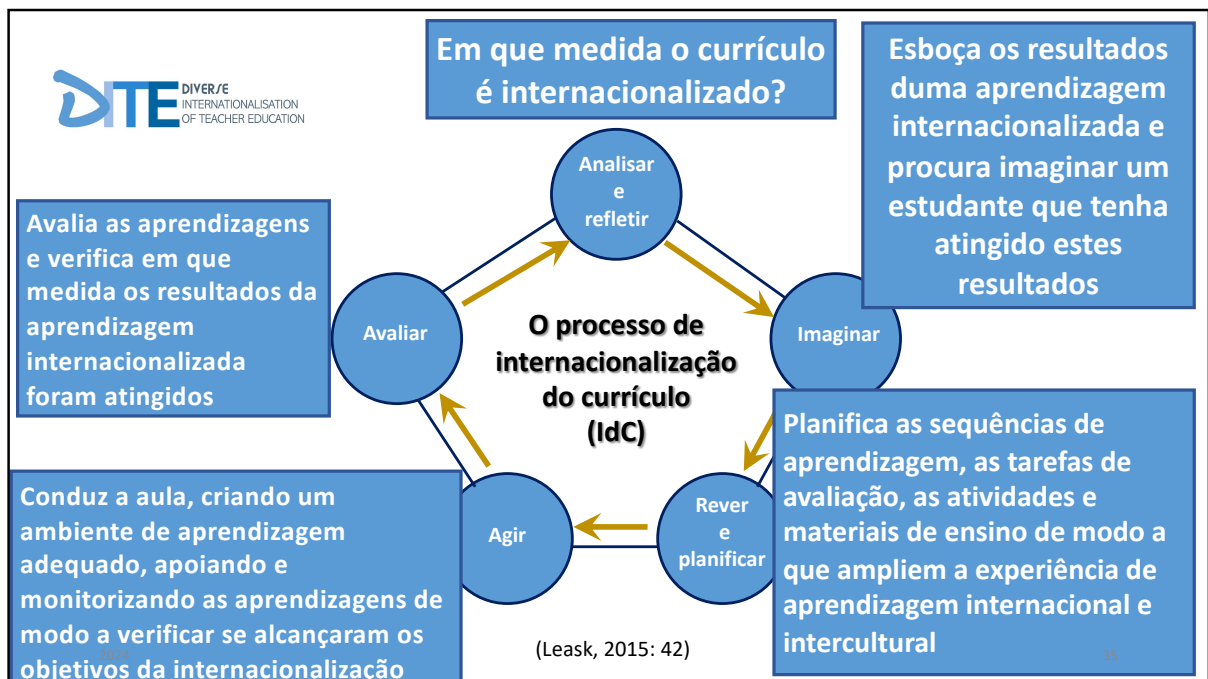 Em que medida o currículo
é internacionalizado?
Esboça os resultados
duma aprendizagem
internacionalizada e
procura imaginar um
estudante que tenha
atingido estes
resultados
DITE DIVERSE
INTERNATIONALISATION
OF TEACHER EDUCATION
Analisar
e
refletir
Avalia as aprendizagens
e verifica em que
medida os resultados da
aprendizagem
internacionalizada
foram atingidos
Avaliar
O processo de
internacionalização
do currículo
(IdC)
Imaginar
Planifica as sequências de
aprendizagem, as tarefas de
avaliação, as atividades e
materiais de ensino de modo a
que ampliem a experiência de
aprendizagem internacional e
intercultural
Conduz a aula, criando um
ambiente de aprendizagem
adequado, apoiando e
monitorizando as aprendizagens de
modo a verificar se alcançaram os
objetivos da internacionalização
Agir
Rever
e
planificar
(Leask, 2015: 42)